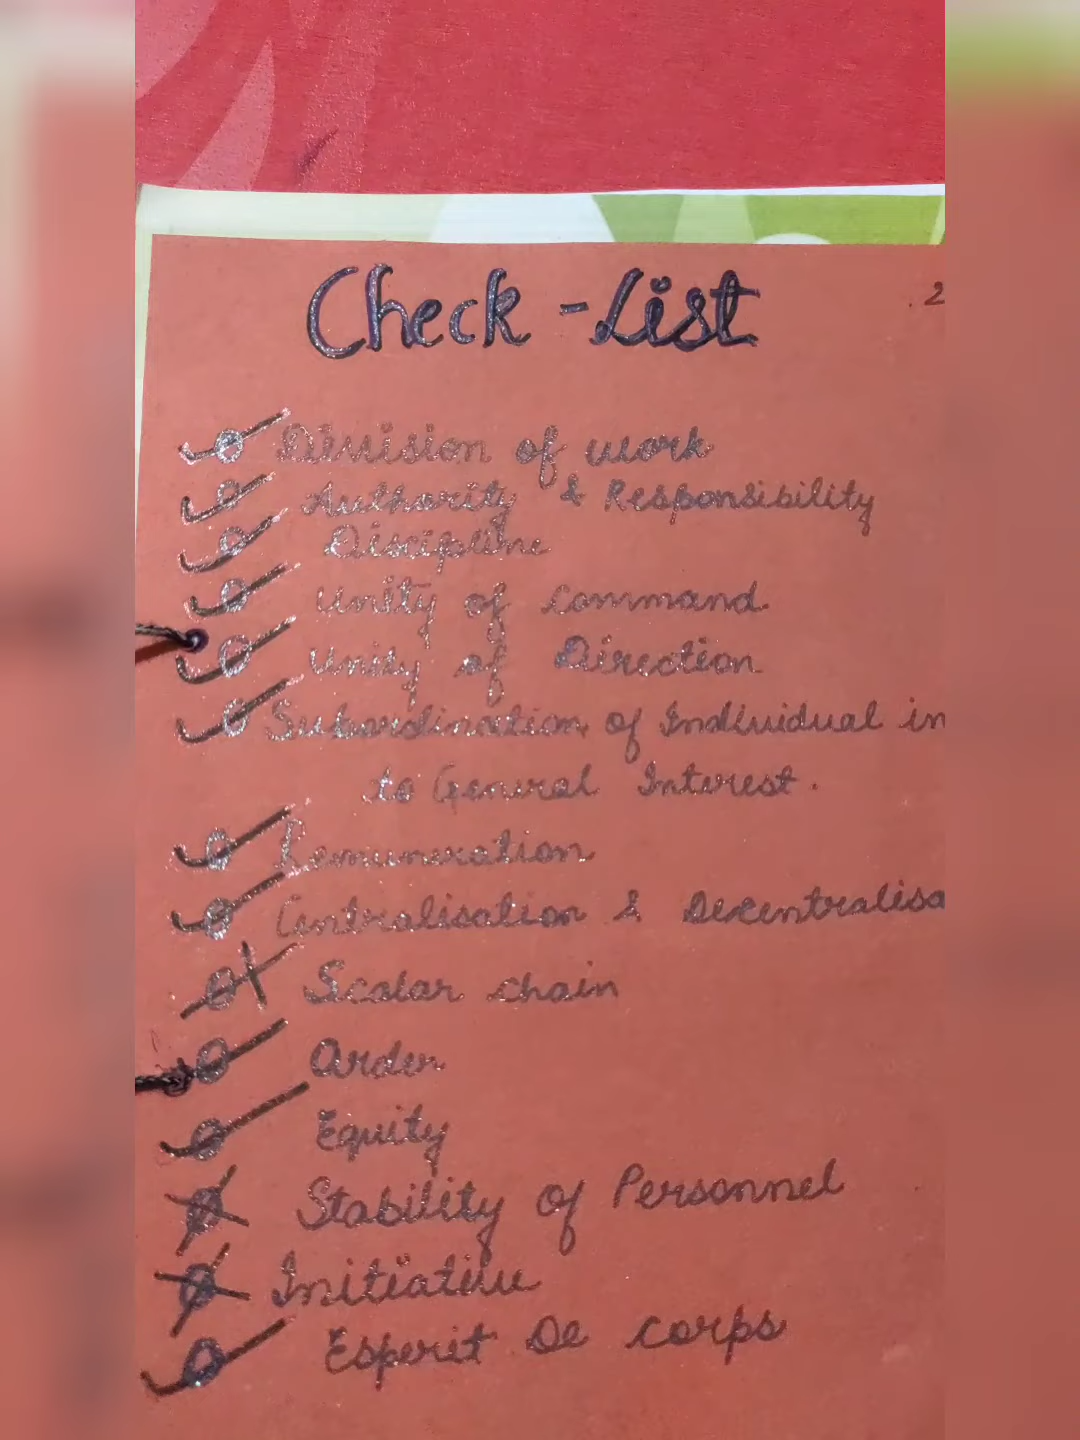 Check-List
2
Division of work
Authority & Responsibility
Discipline
Unity of command
Unity of Direction
Subordination of Individual in
to General Interest.
Remuneration
Centralisation & Decentralisa
Scalar chain
Order
Equity
Stability of Personnel
Initiative
Esperit De corps